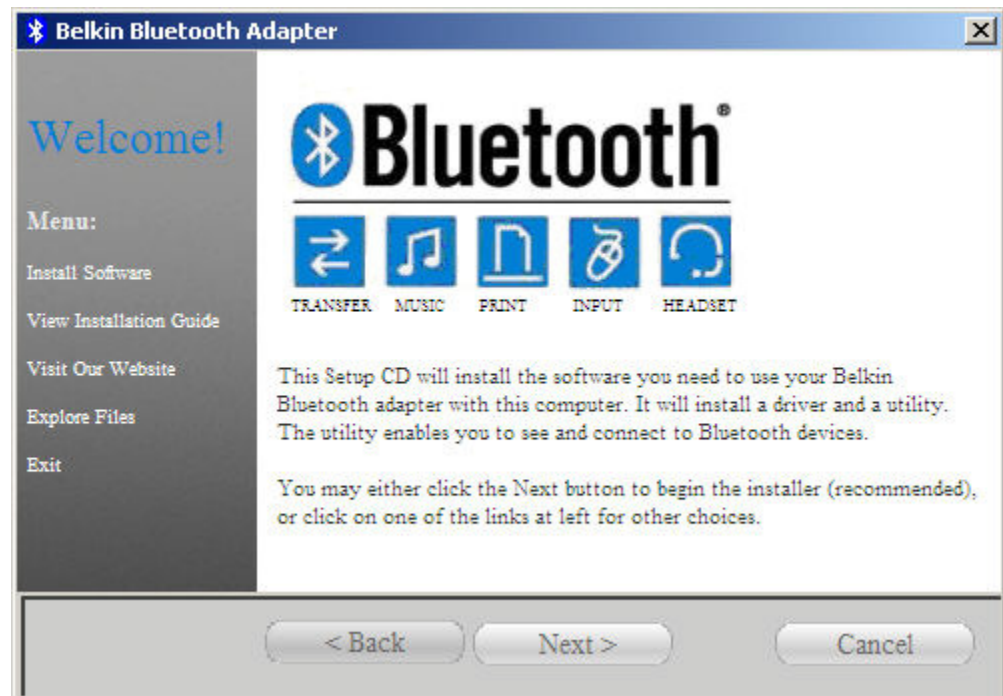 Belkin Bluetooth Adapter
Welcome!
Menu:
Install Software
View Installation Guide
Visit Our Website
Explore Files
Exit
Bluetooth®
TRANSFER MUSIC PRINT INPUT HEADSET
This Setup CD will install the software you need to use your Belkin
Bluetooth adapter with this computer. It will install a driver and a utility.
The utility enables you to see and connect to Bluetooth devices.
You may either click the Next button to begin the installer (recommended),
or click on one of the links at left for other choices.
< Back Next > Cancel